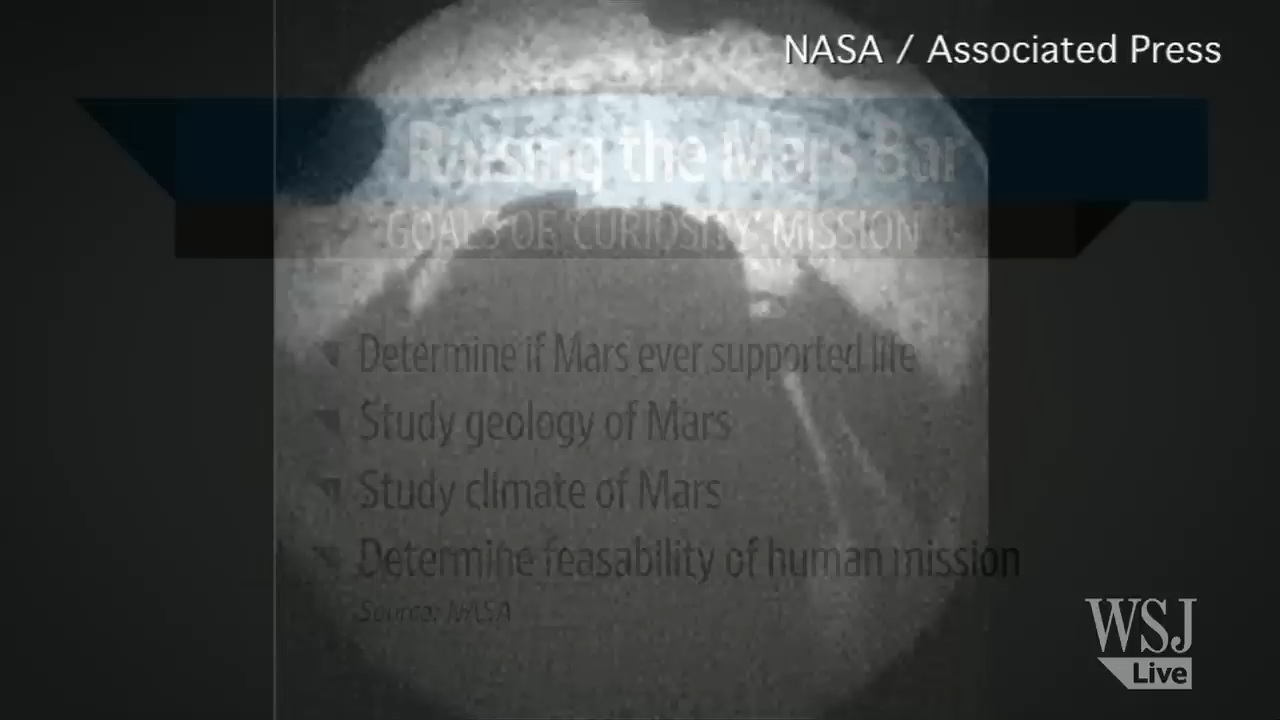 NASA / Associated Press
Raising the Mars Bar
GOALS OF 'CURIOSITY' MISSION
Determine if Mars ever supported life
Study geology of Mars
Study climate of Mars
Determine feasability of human mission
Source: NASA
WSJ
Live